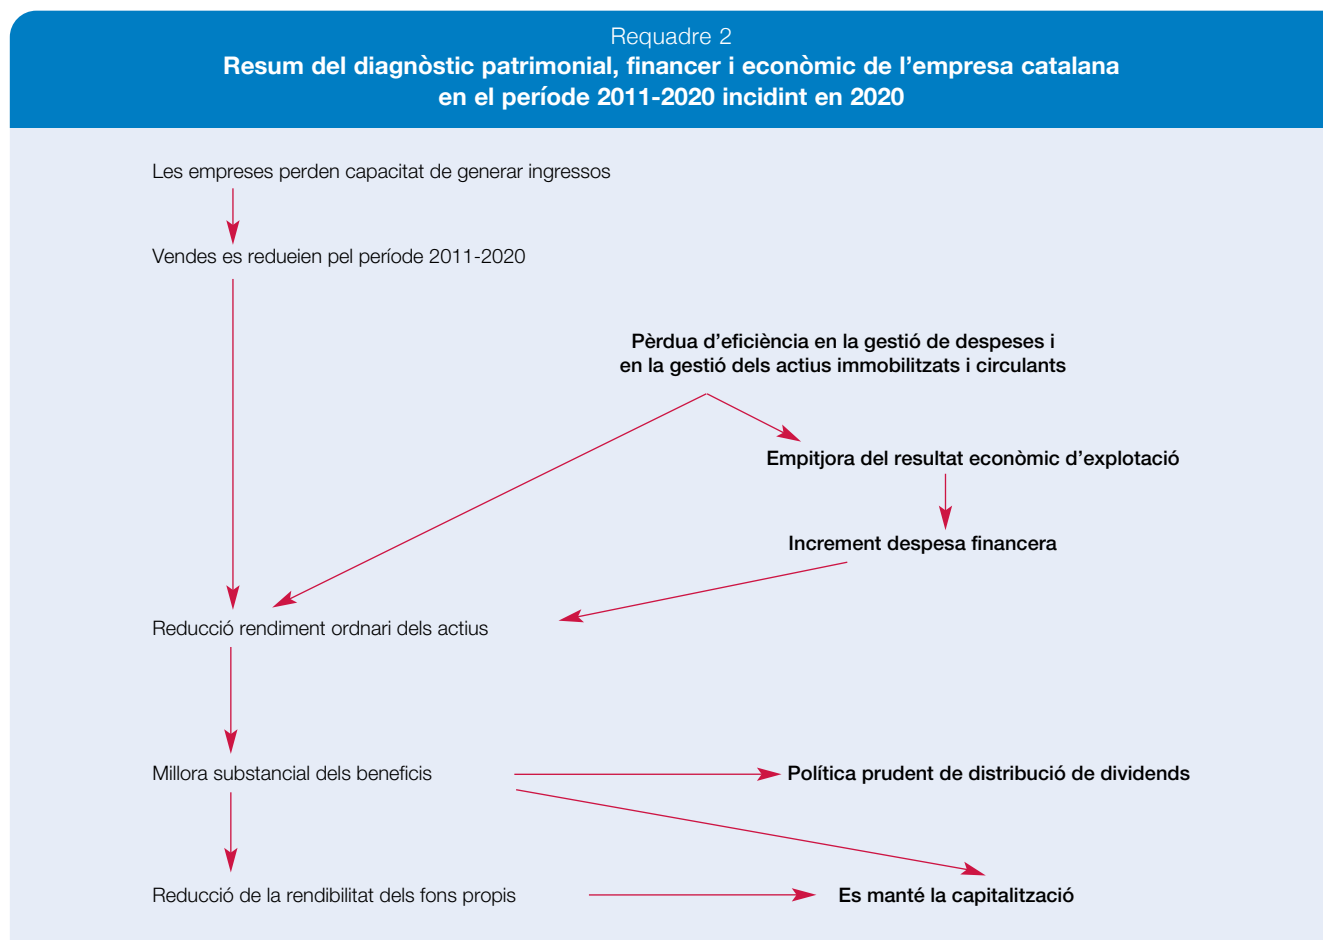 Requadre 2
Resum del diagnòstic patrimonial, financer i econòmic de l’empresa catalana
en el període 2011-2020 incidint en 2020
Les empreses perden capacitat de generar ingressos
Vendes es redueien pel període 2011-2020
Pèrdua d’eficiència en la gestió de despeses i
en la gestió dels actius immobilitzats i circulants
Empitjora del resultat econòmic d’explotació
Increment despesa financera
Reducció rendiment ordnari dels actius
Millora substancial dels beneficis
Política prudent de distribució de dividends
Reducció de la rendibilitat dels fons propis
Es manté la capitalització